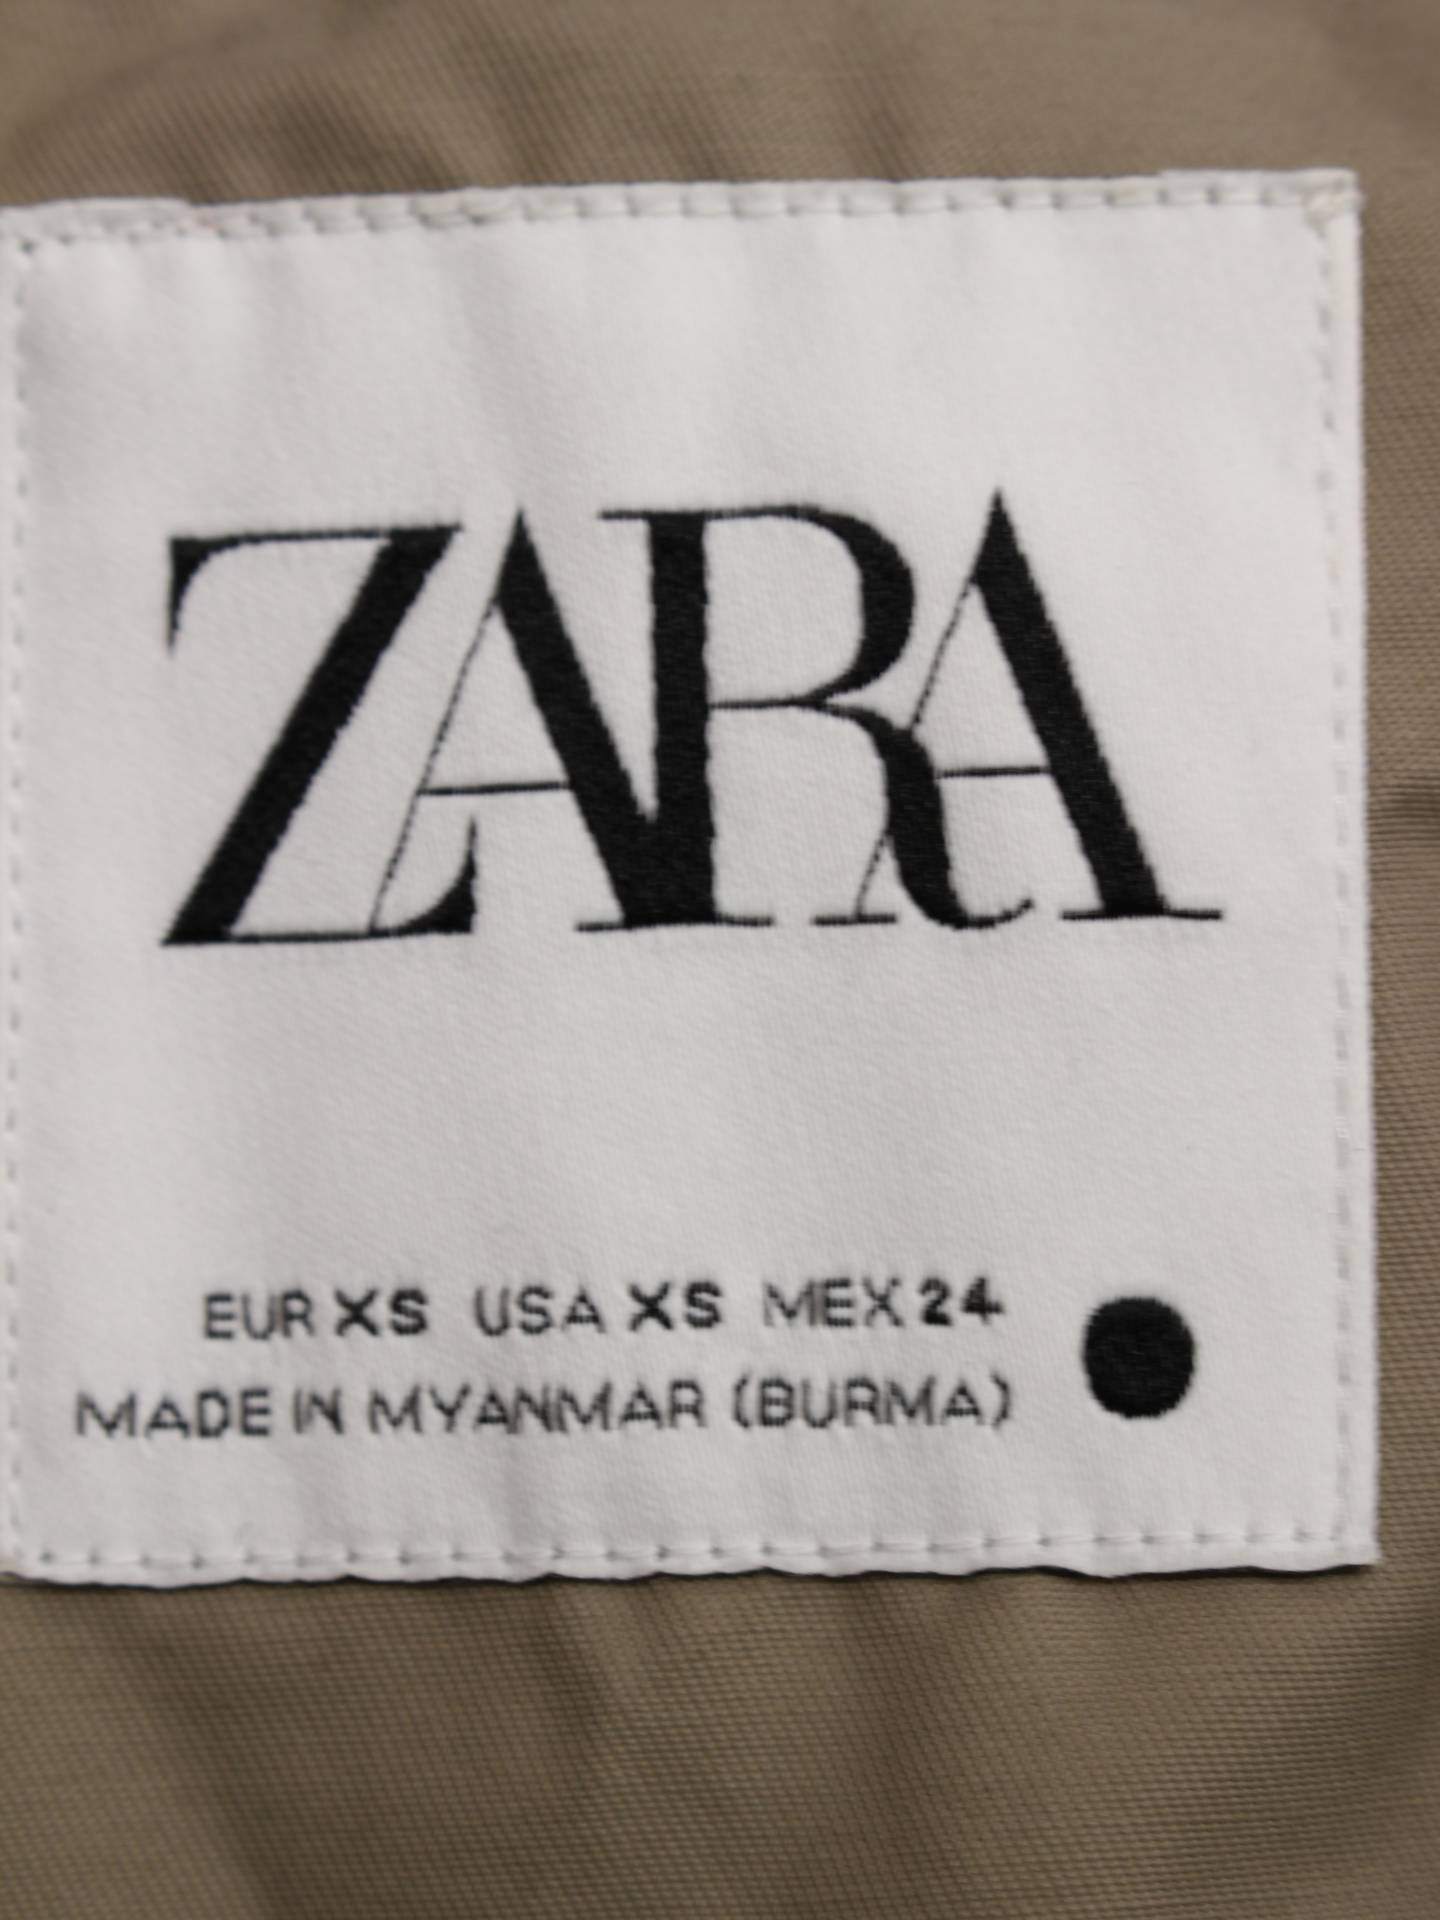 ZARA
EUR XS USA XS MEX 24
MADE IN MYANMAR (BURMA)